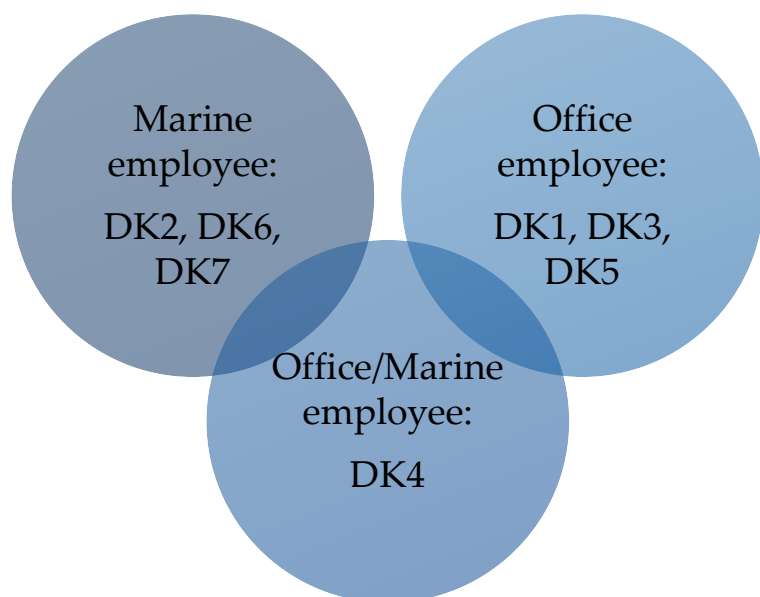 Marine
employee:
DK2, DK6,
DK7
Office
employee:
DK1, DK3,
DK5
Office/Marine
employee:
DK4